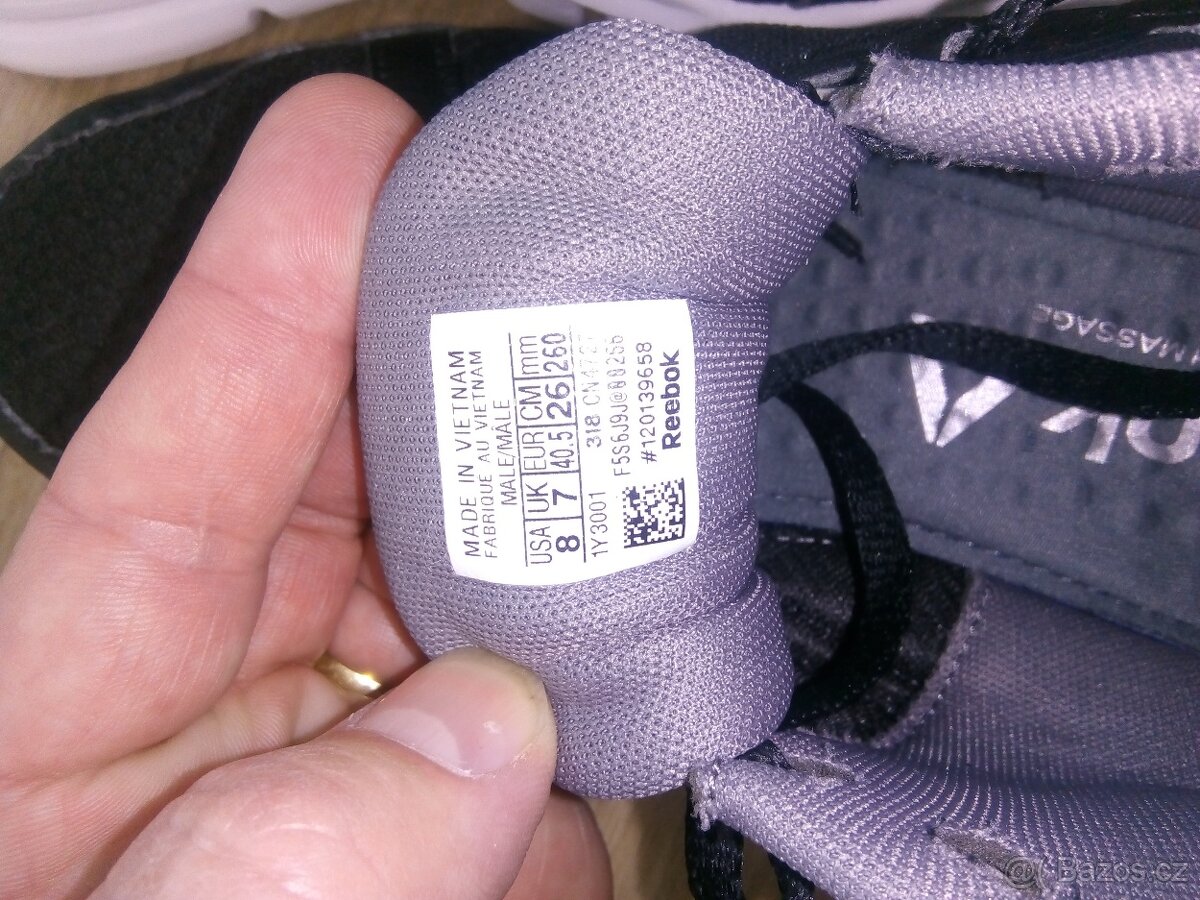 MADE IN VIETNAM
FABRIQUE AU VIETNAM
MALE/MÂLE
USA UK EUR CM mm
8 7 40.5 26 260
1Y3001 318
#120139658
Reebok
MASSAGE
@ Bazos.cz